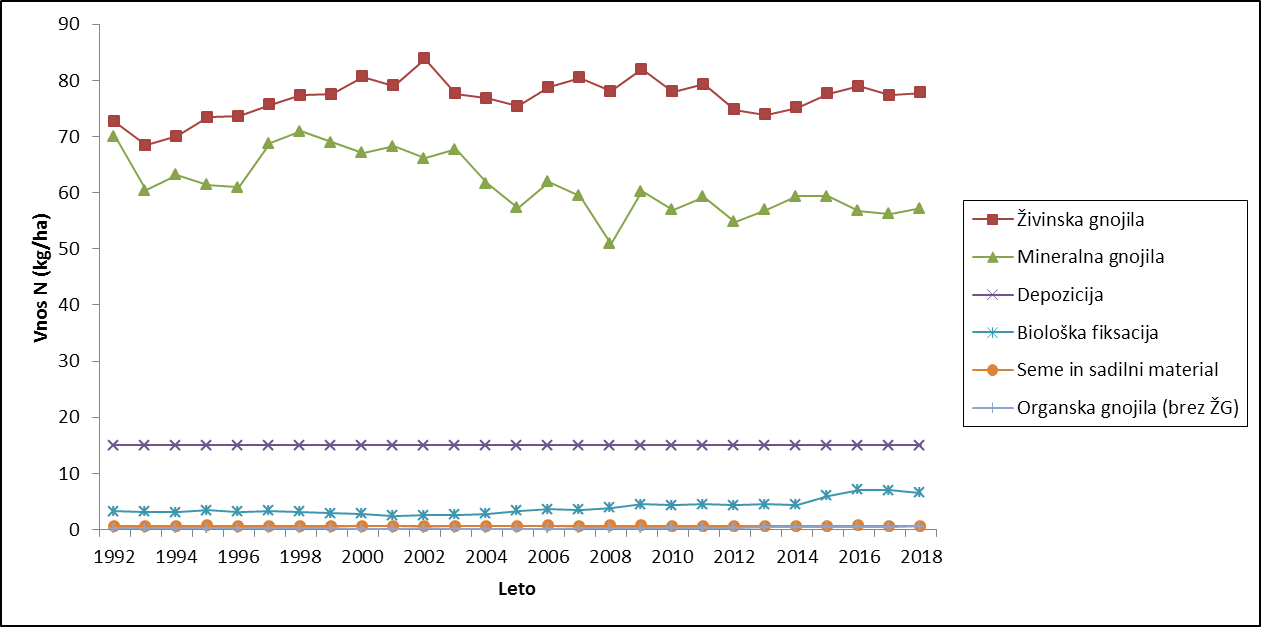 90
80
70
60
50
40
30
20
10
0
Vnos N (kg/ha)
1992 1994 1996 1998 2000 2002 2004 2006 2008 2010 2012 2014 2016 2018
Leto
Živinska gnojila
Mineralna gnojila
Depozicija
Biološka fiksacija
Seme in sadilni material
Organska gnojila (brez ŽG)